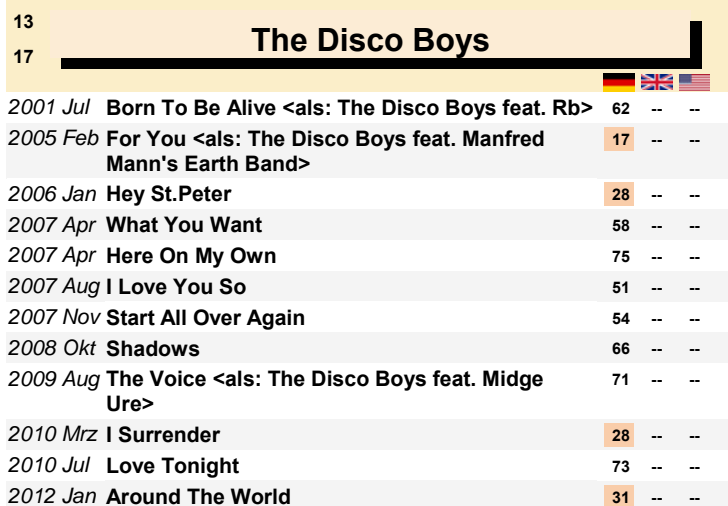 13
The Disco Boys
17
2001 Jul Born To Be Alive <als: The Disco Boys feat. Rb> 62 -- --
2005 Feb For You <als: The Disco Boys feat. Manfred 17 -- --
Mann's Earth Band>
2006 Jan Hey St.Peter 28 -- --
2007 Apr What You Want 58 -- --
2007 Apr Here On My Own 75 -- --
2007 Aug I Love You So 51 -- --
2007 Nov Start All Over Again 54 -- --
2008 Okt Shadows 66 -- --
2009 Aug The Voice <als: The Disco Boys feat. Midge 71 -- --
Ure>
2010 Mrz I Surrender 28 -- --
2010 Jul Love Tonight 73 -- --
2012 Jan Around The World 31 -- --